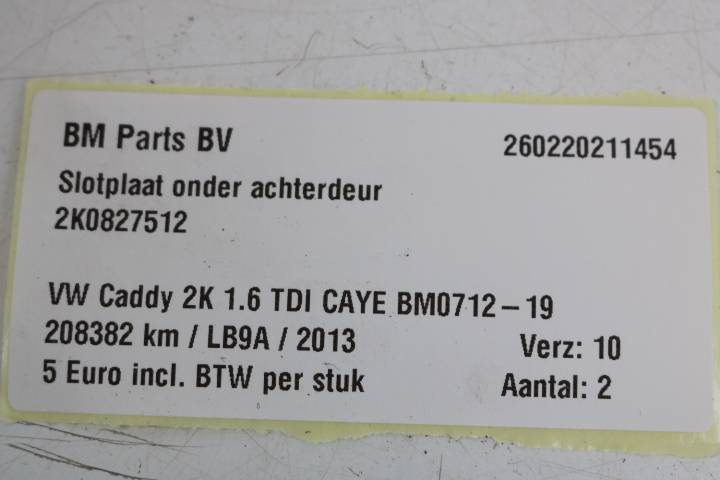 BM Parts BV 260220211454
Slotplaat onder achterdeur
2K0827512
VW Caddy 2K 1.6 TDI CAYE BM0712 – 19
208382 km / LB9A / 2013 Verz: 10
5 Euro incl. BTW per stuk Aantal: 2